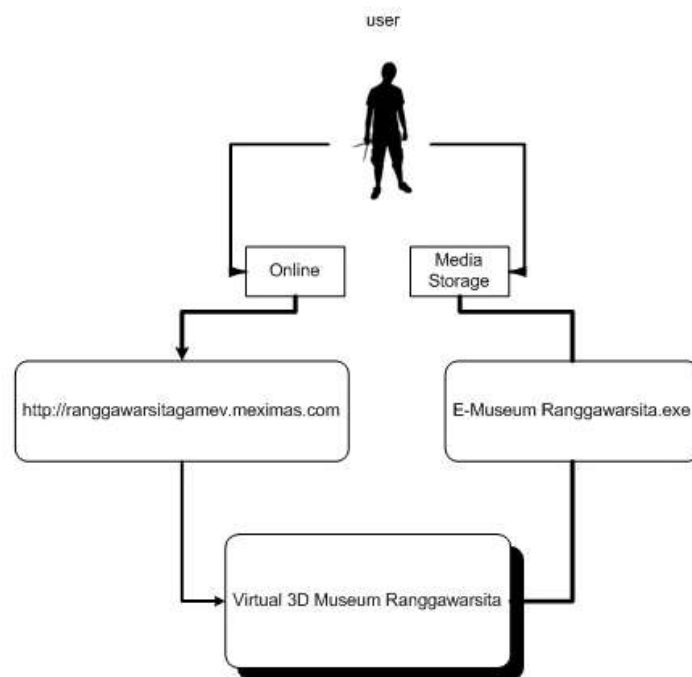 user
Online
Media
Storage
http://ranggawarsitagamev.meximas.com
E-Museum Ranggawarsita.exe
Virtual 3D Museum Ranggawarsita